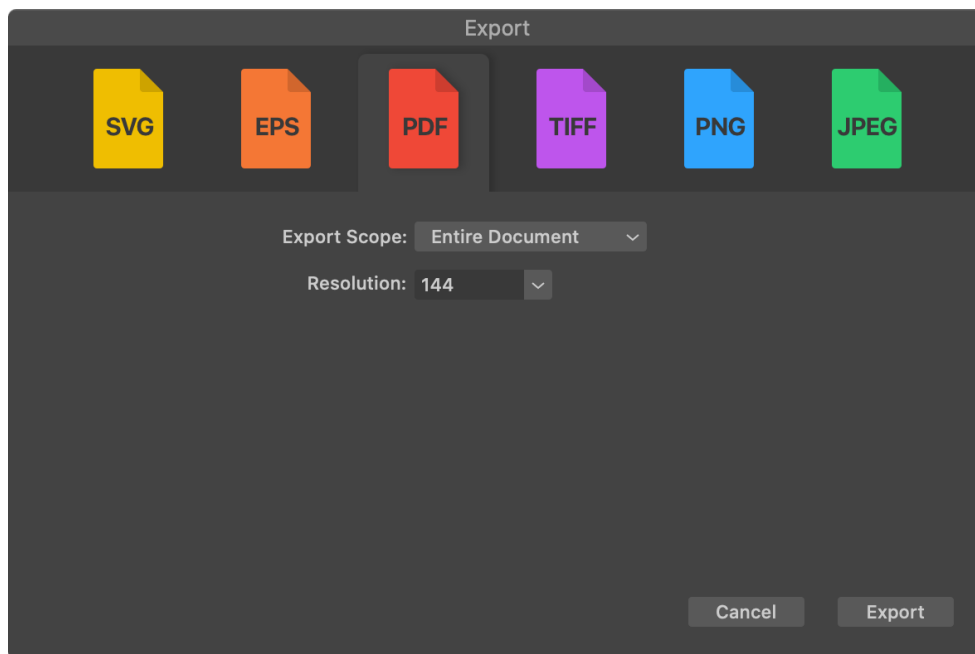 Export
SVG EPS PDF TIFF PNG JPEG
Export Scope: Entire Document
Resolution: 144
Cancel Export